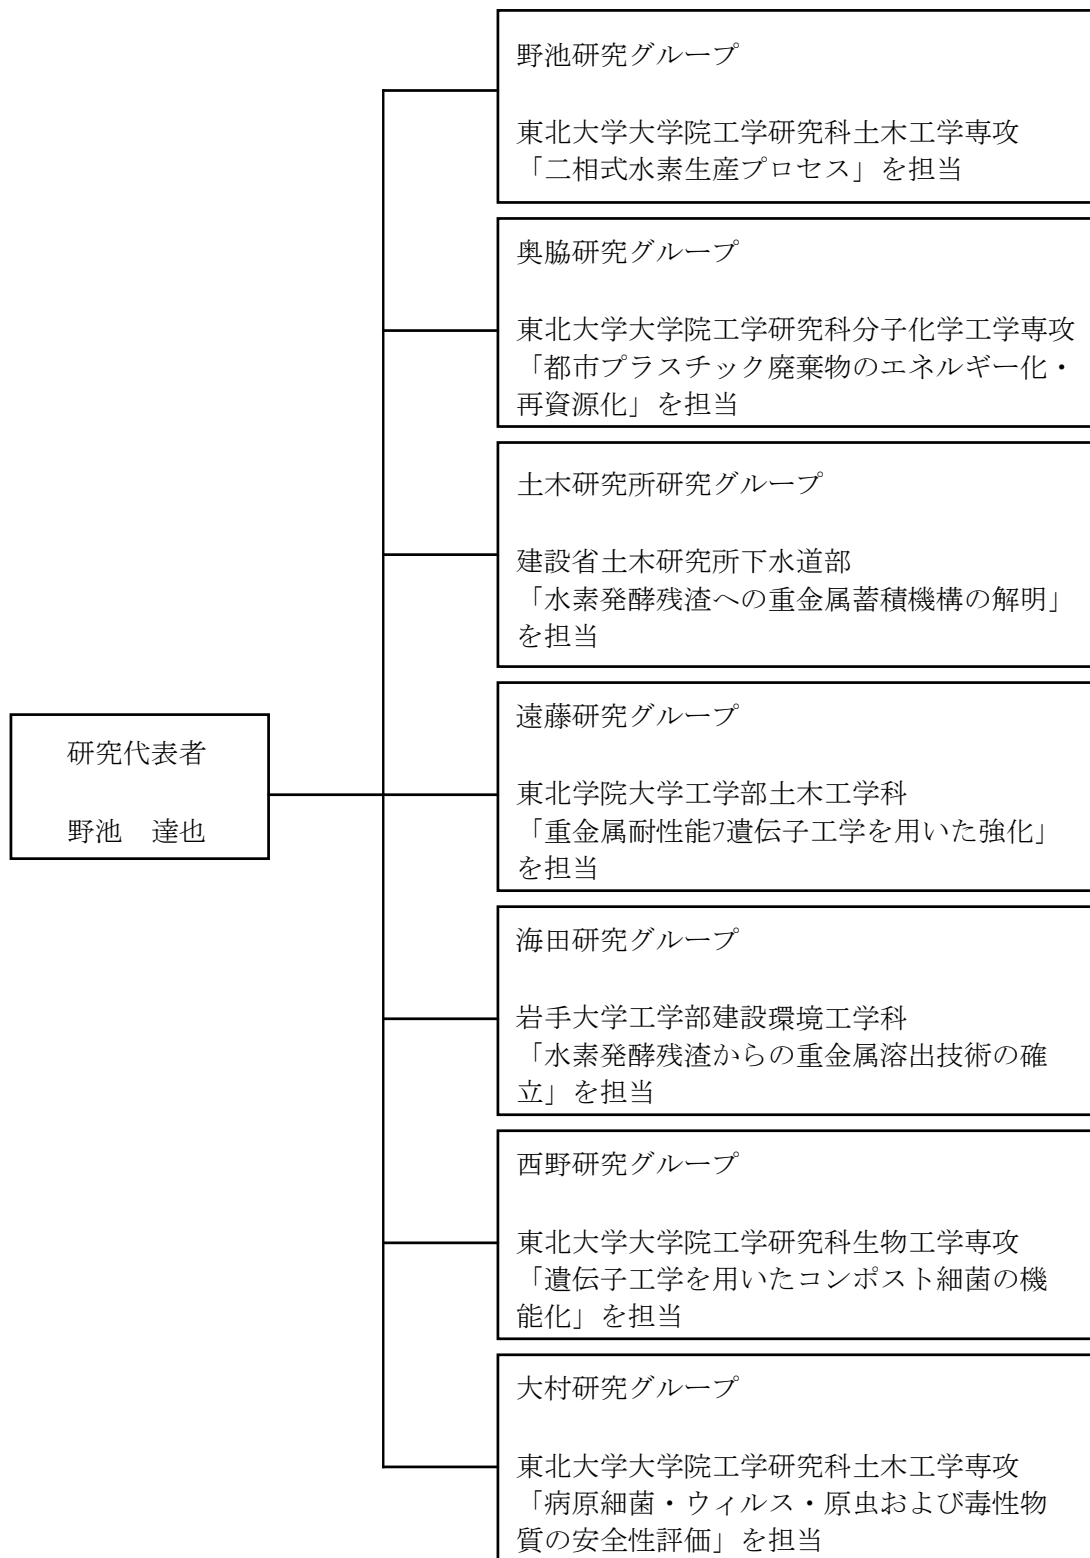 野池研究グループ
東北大学大学院工学研究科土木工学専攻
「二相式水素生産プロセス」を担当
奥脇研究グループ
東北大学大学院工学研究科分子化学工学専攻
「都市プラスチック廃棄物のエネルギー化・
再資源化」を担当
土木研究所研究グループ
建設省土木研究所下水道部
「水素発酵残渣への重金属蓄積機構の解明」
を担当
研究代表者
野池　達也
遠藤研究グループ
東北学院大学工学部土木工学科
「重金属耐性能ﾌ遺伝子工学を用いた強化」
を担当
海田研究グループ
岩手大学工学部建設環境工学科
「水素発酵残渣からの重金属溶出技術の確
立」を担当
西野研究グループ
東北大学大学院工学研究科生物工学専攻
「遺伝子工学を用いたコンポスト細菌の機
能化」を担当
大村研究グループ
東北大学大学院工学研究科土木工学専攻
「病原細菌・ウィルス・原虫および毒性物
質の安全性評価」を担当